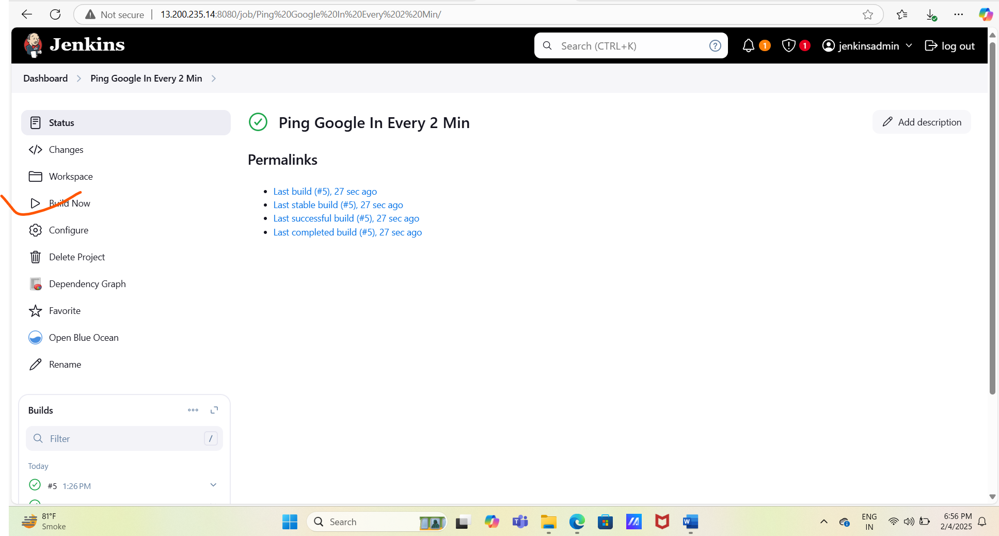 Not secure | 13.200.235.14:8080/job/Ping%20Google%20In%20Every%202%20Min/
Jenkins
Search (CTRL+K)
?
1
1
jenkinsadmin
log out
Dashboard
Ping Google In Every 2 Min
Status
Changes
Workspace
Build Now
Configure
Delete Project
Dependency Graph
Favorite
Open Blue Ocean
Rename
Ping Google In Every 2 Min
Add description
Permalinks
Last build (#5), 27 sec ago
Last stable build (#5), 27 sec ago
Last successful build (#5), 27 sec ago
Last completed build (#5), 27 sec ago
Builds
Filter
/
Today
#5 1:26 PM
81°F
Smoke
Search
ENG
IN
6:56 PM
2/4/2025